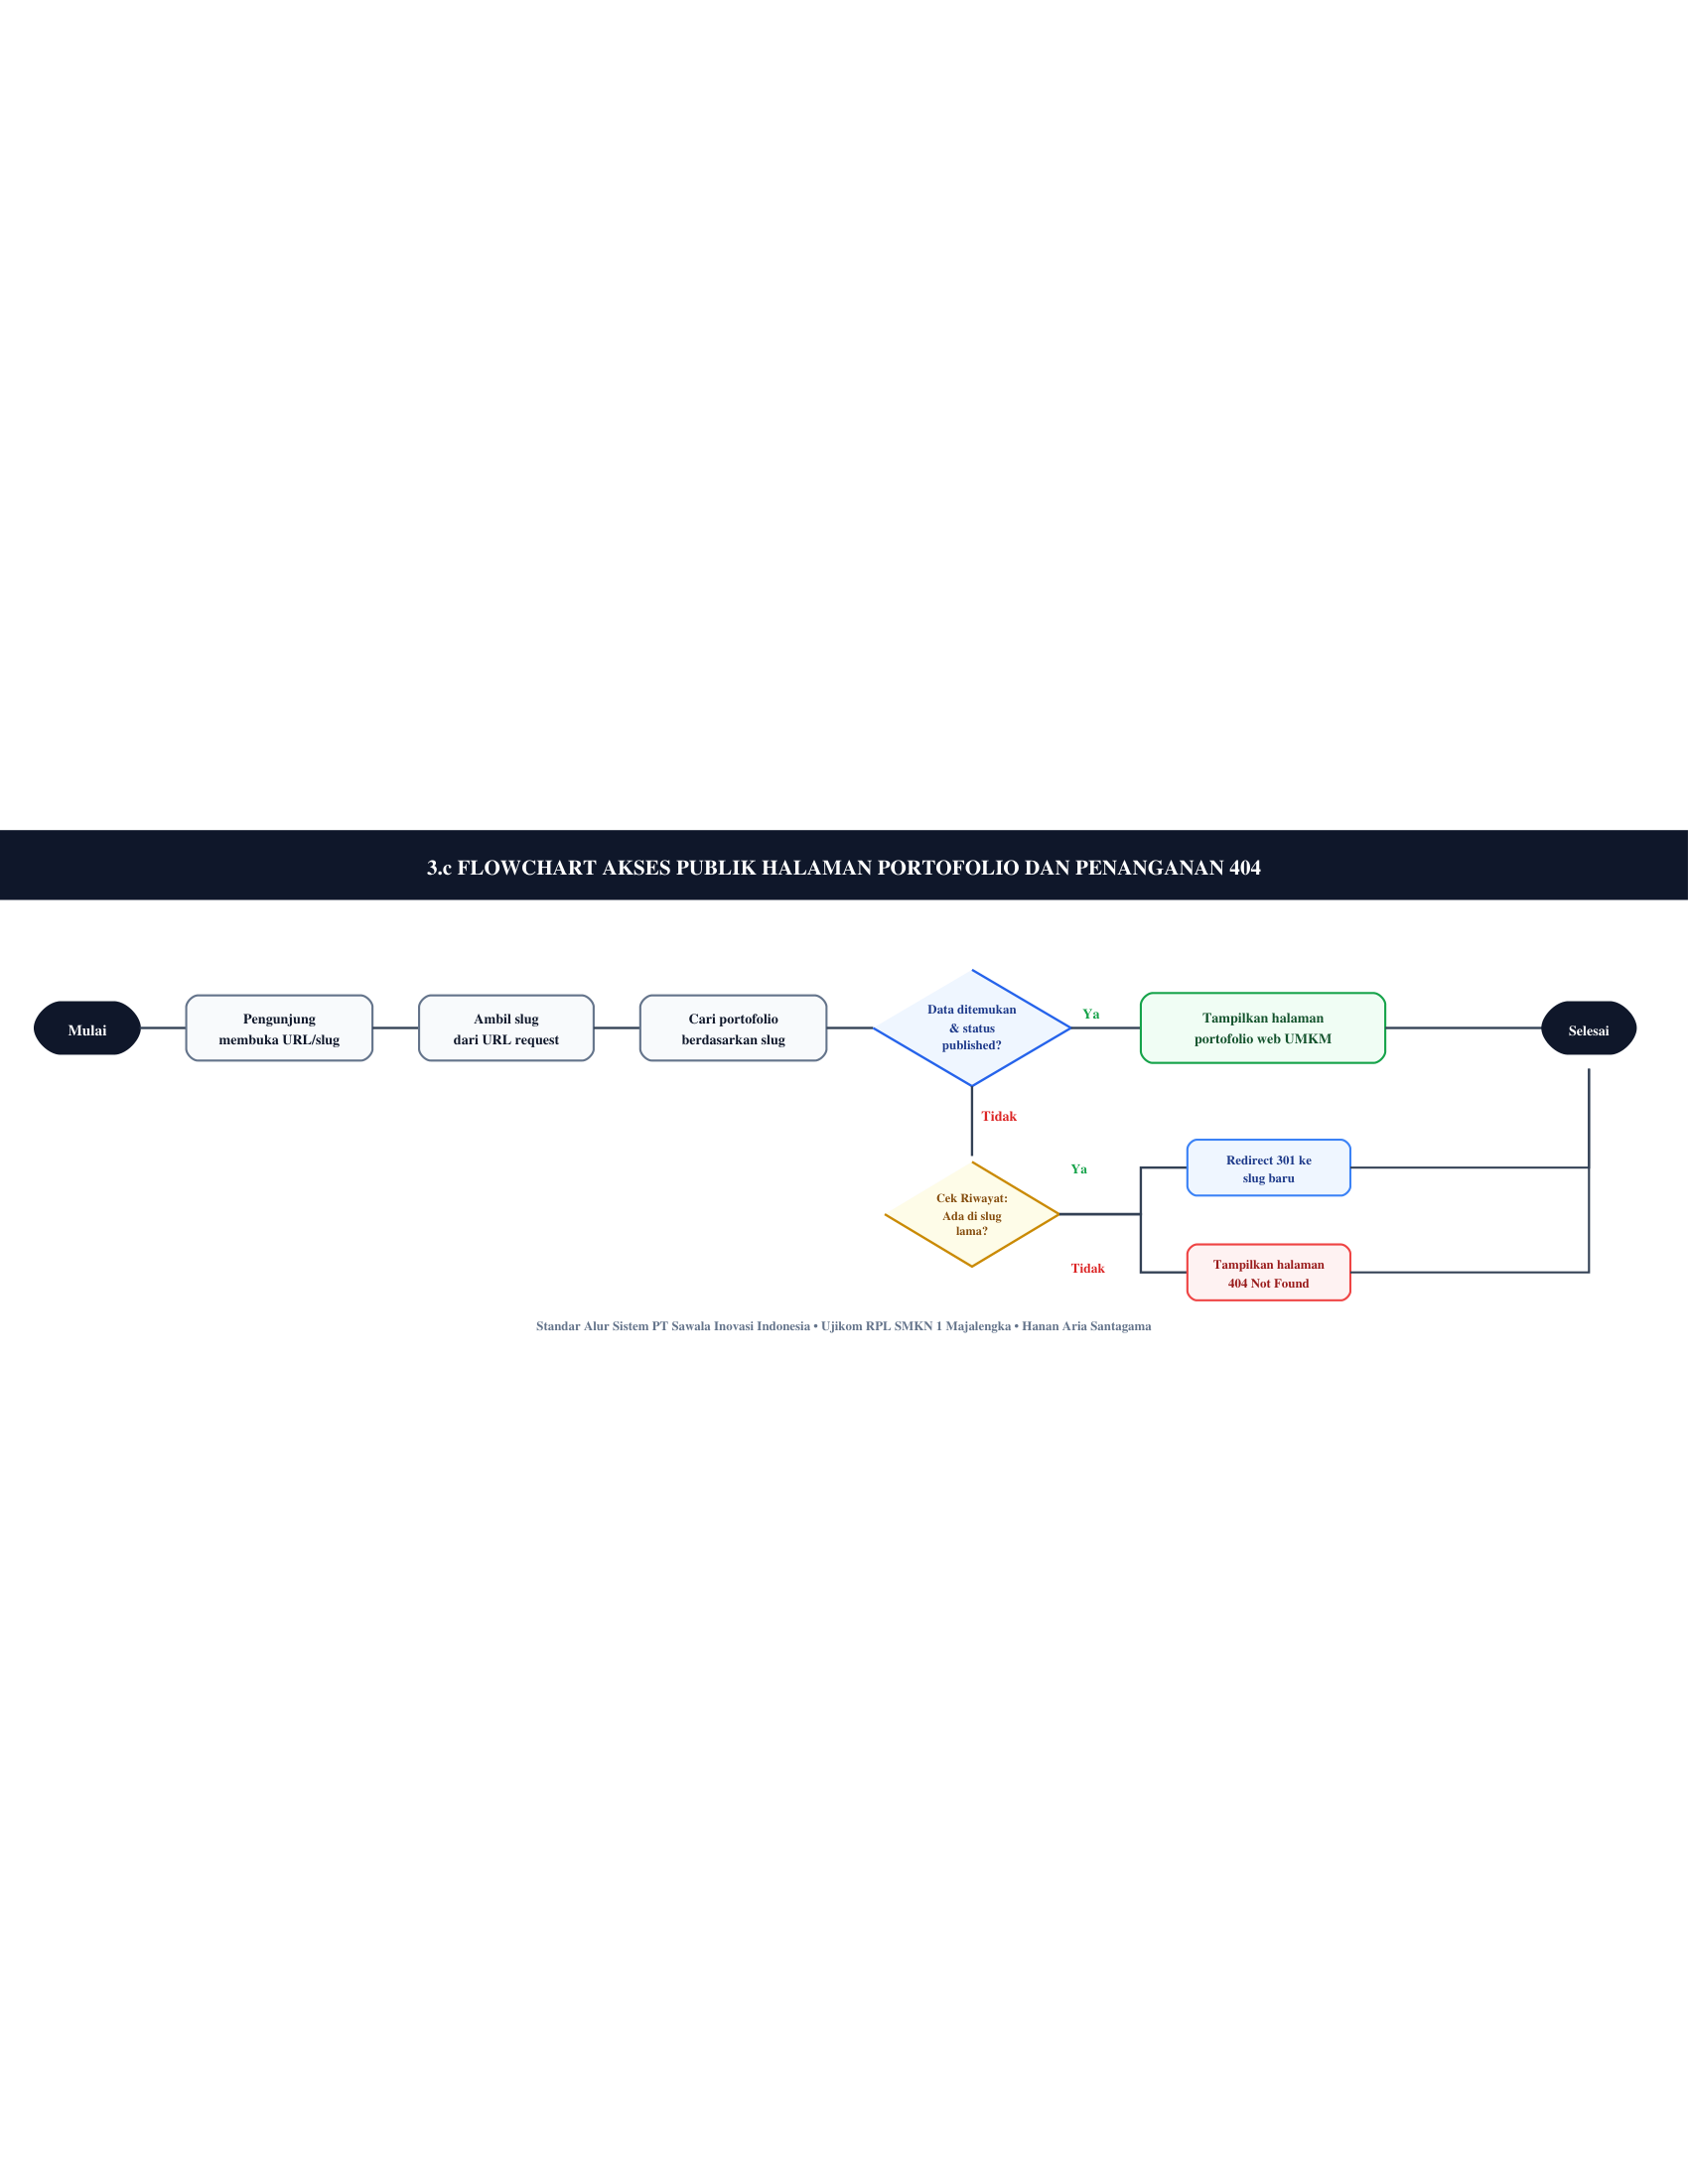 3.c FLOWCHART AKSES PUBLIK HALAMAN PORTOFOLIO DAN PENANGANAN 404
Mulai
Pengunjung
membuka URL/slug
Ambil slug
dari URL request
Cari portofolio
berdasarkan slug
Data ditemukan
& status
published?
Ya
Tampilkan halaman
portofolio web UMKM
Selesai
Tidak
Cek Riwayat:
Ada di slug
lama?
Ya
Redirect 301 ke
slug baru
Tidak
Tampilkan halaman
404 Not Found
Standar Alur Sistem PT Sawala Inovasi Indonesia • Ujikom RPL SMKN 1 Majalengka • Hanan Aria Santagama